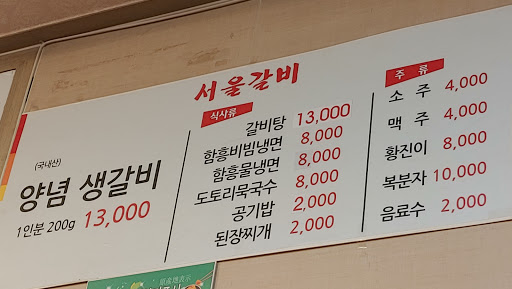 서울갈비
(국내산)
양념 생갈비
1인분 200g 13,000
식사류
갈비탕 13,000
함흥비빔냉면 8,000
함흥물냉면 8,000
도토리묵국수 8,000
공기밥 2,000
된장찌개 2,000
주 류
소 주 4,000
맥 주 4,000
황진이 8,000
복분자 10,000
음료수 2,000